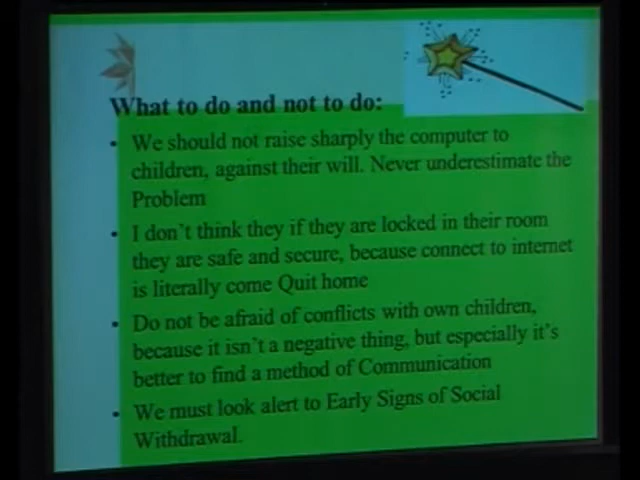 What to do and not to do:
• We should not raise sharply the computer to
children, against their will. Never underestimate the
Problem
• I don't think they if they are locked in their room
they are safe and secure, because connect to internet
is literally come Quit home
• Do not be afraid of conflicts with own children,
because it isn't a negative thing, but especially it's
better to find a method of Communication
• We must look alert to Early Signs of Social
Withdrawal.